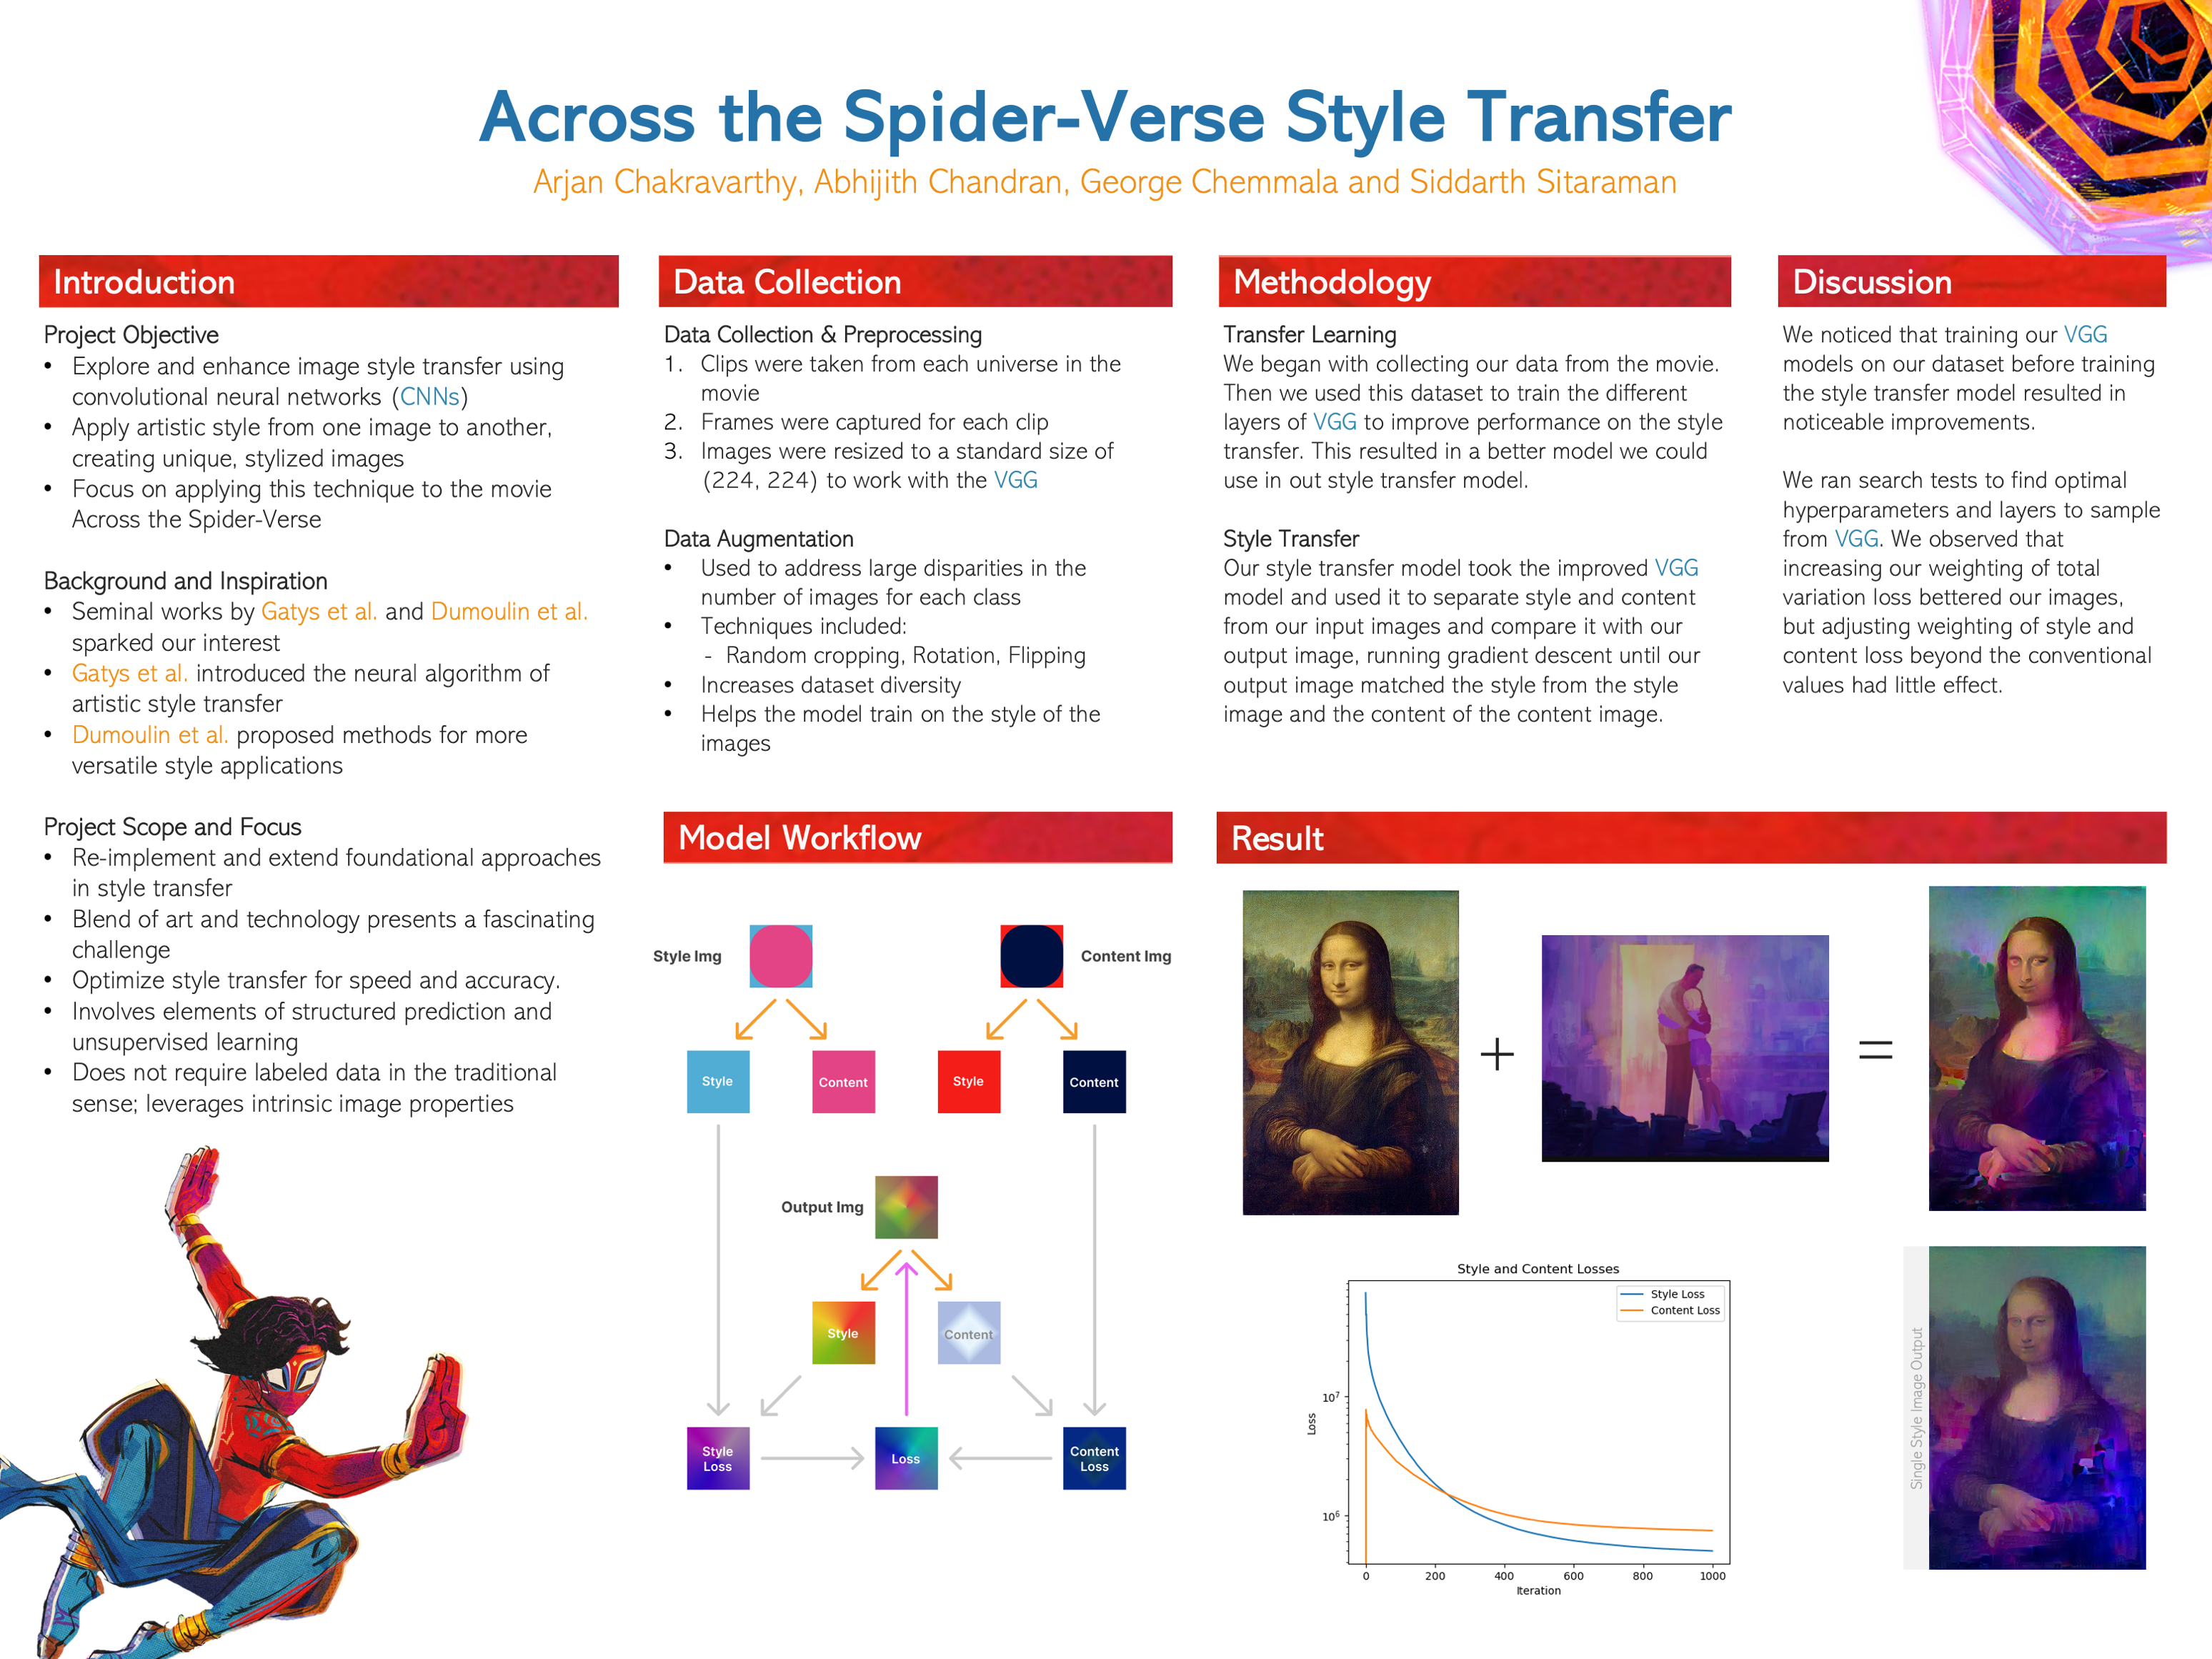 Across the Spider-Verse Style Transfer
Arjan Chakravarthy, Abhijith Chandran, George Chemmala and Siddarth Sitaraman
Introduction
Project Objective
• Explore and enhance image style transfer using
convolutional neural networks (CNNs)
• Apply artistic style from one image to another,
creating unique, stylized images
• Focus on applying this technique to the movie
Across the Spider-Verse
Background and Inspiration
• Seminal works by Gatys et al. and Dumoulin et al.
sparked our interest
• Gatys et al. introduced the neural algorithm of
artistic style transfer
• Dumoulin et al. proposed methods for more
versatile style applications
Project Scope and Focus
• Re-implement and extend foundational approaches
in style transfer
• Blend of art and technology presents a fascinating
challenge
• Optimize style transfer for speed and accuracy.
• Involves elements of structured prediction and
unsupervised learning
• Does not require labeled data in the traditional
sense; leverages intrinsic image properties
Data Collection
Data Collection & Preprocessing
1. Clips were taken from each universe in the
movie
2. Frames were captured for each clip
3. Images were resized to a standard size of
(224, 224) to work with the VGG
Data Augmentation
• Used to address large disparities in the
number of images for each class
• Techniques included:
- Random cropping, Rotation, Flipping
• Increases dataset diversity
• Helps the model train on the style of the
images
Methodology
Transfer Learning
We began with collecting our data from the movie.
Then we used this dataset to train the different
layers of VGG to improve performance on the style
transfer. This resulted in a better model we could
use in out style transfer model.
Style Transfer
Our style transfer model took the improved VGG
model and used it to separate style and content
from our input images and compare it with our
output image, running gradient descent until our
output image matched the style from the style
image and the content of the content image.
Discussion
We noticed that training our VGG
models on our dataset before training
the style transfer model resulted in
noticeable improvements.
We ran search tests to find optimal
hyperparameters and layers to sample
from VGG. We observed that
increasing our weighting of total
variation loss bettered our images,
but adjusting weighting of style and
content loss beyond the conventional
values had little effect.
Model Workflow
Style Img
Content Img
Style
Content
Style
Content
Output Img
Style
Content
Style
Loss
Loss
Content
Loss
Result
+
=
Style and Content Losses
Style Loss
Content Loss
Loss
10⁷
10⁶
0 200 400 600 800 1000
Iteration
Single Style Image Output